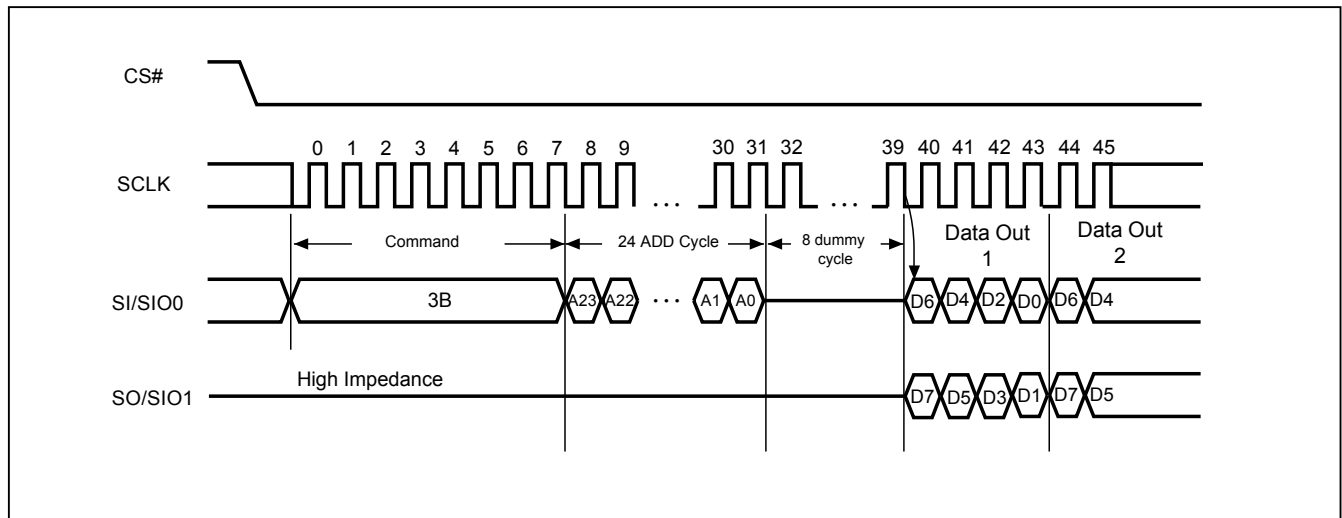 CS#
0 1 2 3 4 5 6 7 8 9 30 31 32 39 40 41 42 43 44 45
SCLK
... ...
Command 24 ADD Cycle 8 dummy cycle Data Out 1 Data Out 2
SI/SIO0 3B A23 A22 ... A1 A0 D6 D4 D2 D0 D6 D4
High Impedance
SO/SIO1 D7 D5 D3 D1 D7 D5